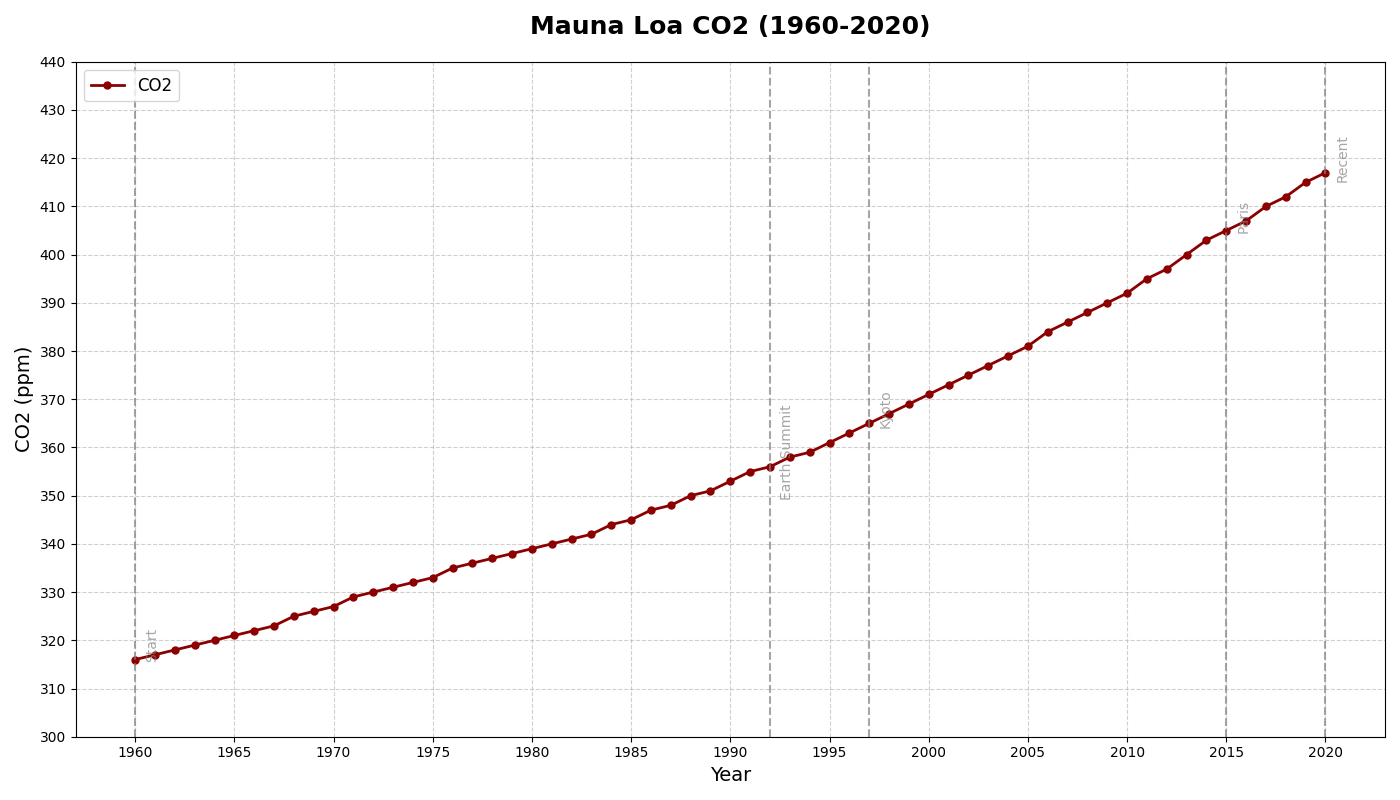 Mauna Loa CO2 (1960-2020)
CO2
440
430
420
410
400
390
380
370
360
350
340
330
320
310
300
CO2 (ppm)
Start
Earth Summit
Kyoto
Paris
Recent
1960 1965 1970 1975 1980 1985 1990 1995 2000 2005 2010 2015 2020
Year